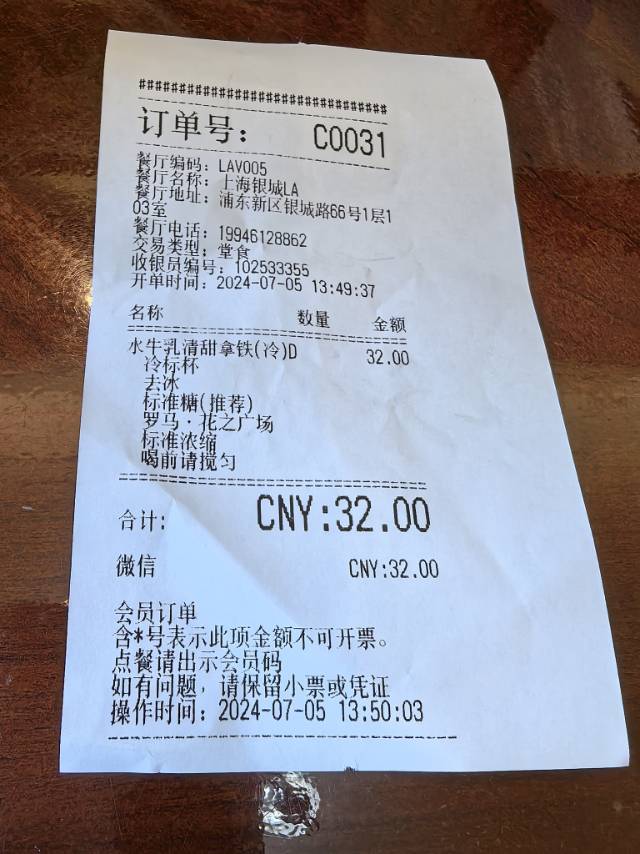 ################################
订单号： C0031
餐厅编码：LAV005
餐厅名称：上海银城LA
餐厅地址：浦东新区银城路66号1层1
03室
餐厅电话：19946128862
交易类型：堂食
收银员编号：102533355
开单时间：2024-07-05 13:49:37
名称 数量 金额
水牛乳清甜拿铁(冷)D 32.00
冷标杯
去冰
标准糖(推荐)
罗马·花之广场
标准浓缩
喝前请搅匀
合计: CNY:32.00
微信 CNY:32.00
会员订单
含*号表示此项金额不可开票。
点餐请出示会员码
如有问题，请保留小票或凭证
操作时间：2024-07-05 13:50:03